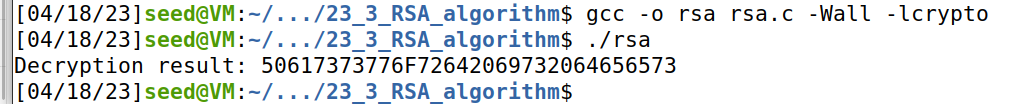 [04/18/23]seed@VM:~/.../23_3_RSA_algorithm$ gcc -o rsa rsa.c -Wall -lcrypto
[04/18/23]seed@VM:~/.../23_3_RSA_algorithm$ ./rsa
Decryption result: 50617373776F72642069732064656573
[04/18/23]seed@VM:~/.../23_3_RSA_algorithm$